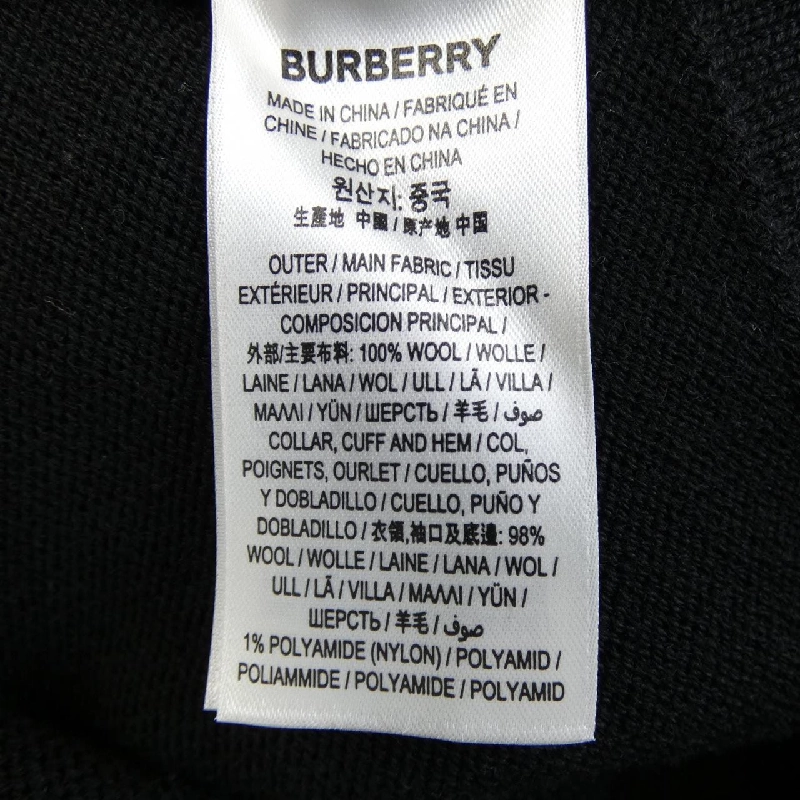 BURBERRY
MADE IN CHINA / FABRIQUÉ EN
CHINE / FABRICADO NA CHINA /
HECHO EN CHINA
원산지: 중국
生產地 中國 / 原产地 中国
OUTER / MAIN FABRIC / TISSU
EXTÉRIEUR / PRINCIPAL / EXTERIOR -
COMPOSICION PRINCIPAL /
外部/主要布料: 100% WOOL / WOLLE /
LAINE / LANA / WOL / ULL / LÃ / VILLA /
ΜΑΛΛΙ / YÜN / ШЕРСТЬ / 羊毛 / صوف
COLLAR, CUFF AND HEM / COL,
POIGNETS, OURLET / CUELLO, PUÑOS
Y DOBLADILLO / CUELLO, PUÑO Y
DOBLADILLO / 衣領,袖口及底邊: 98%
WOOL / WOLLE / LAINE / LANA / WOL /
ULL / LÃ / VILLA / ΜΑΛΛΙ / YÜN /
ШЕРСТЬ / 羊毛 / صوف
1% POLYAMIDE (NYLON) / POLYAMID /
POLIAMMIDE / POLYAMIDE / POLYAMID